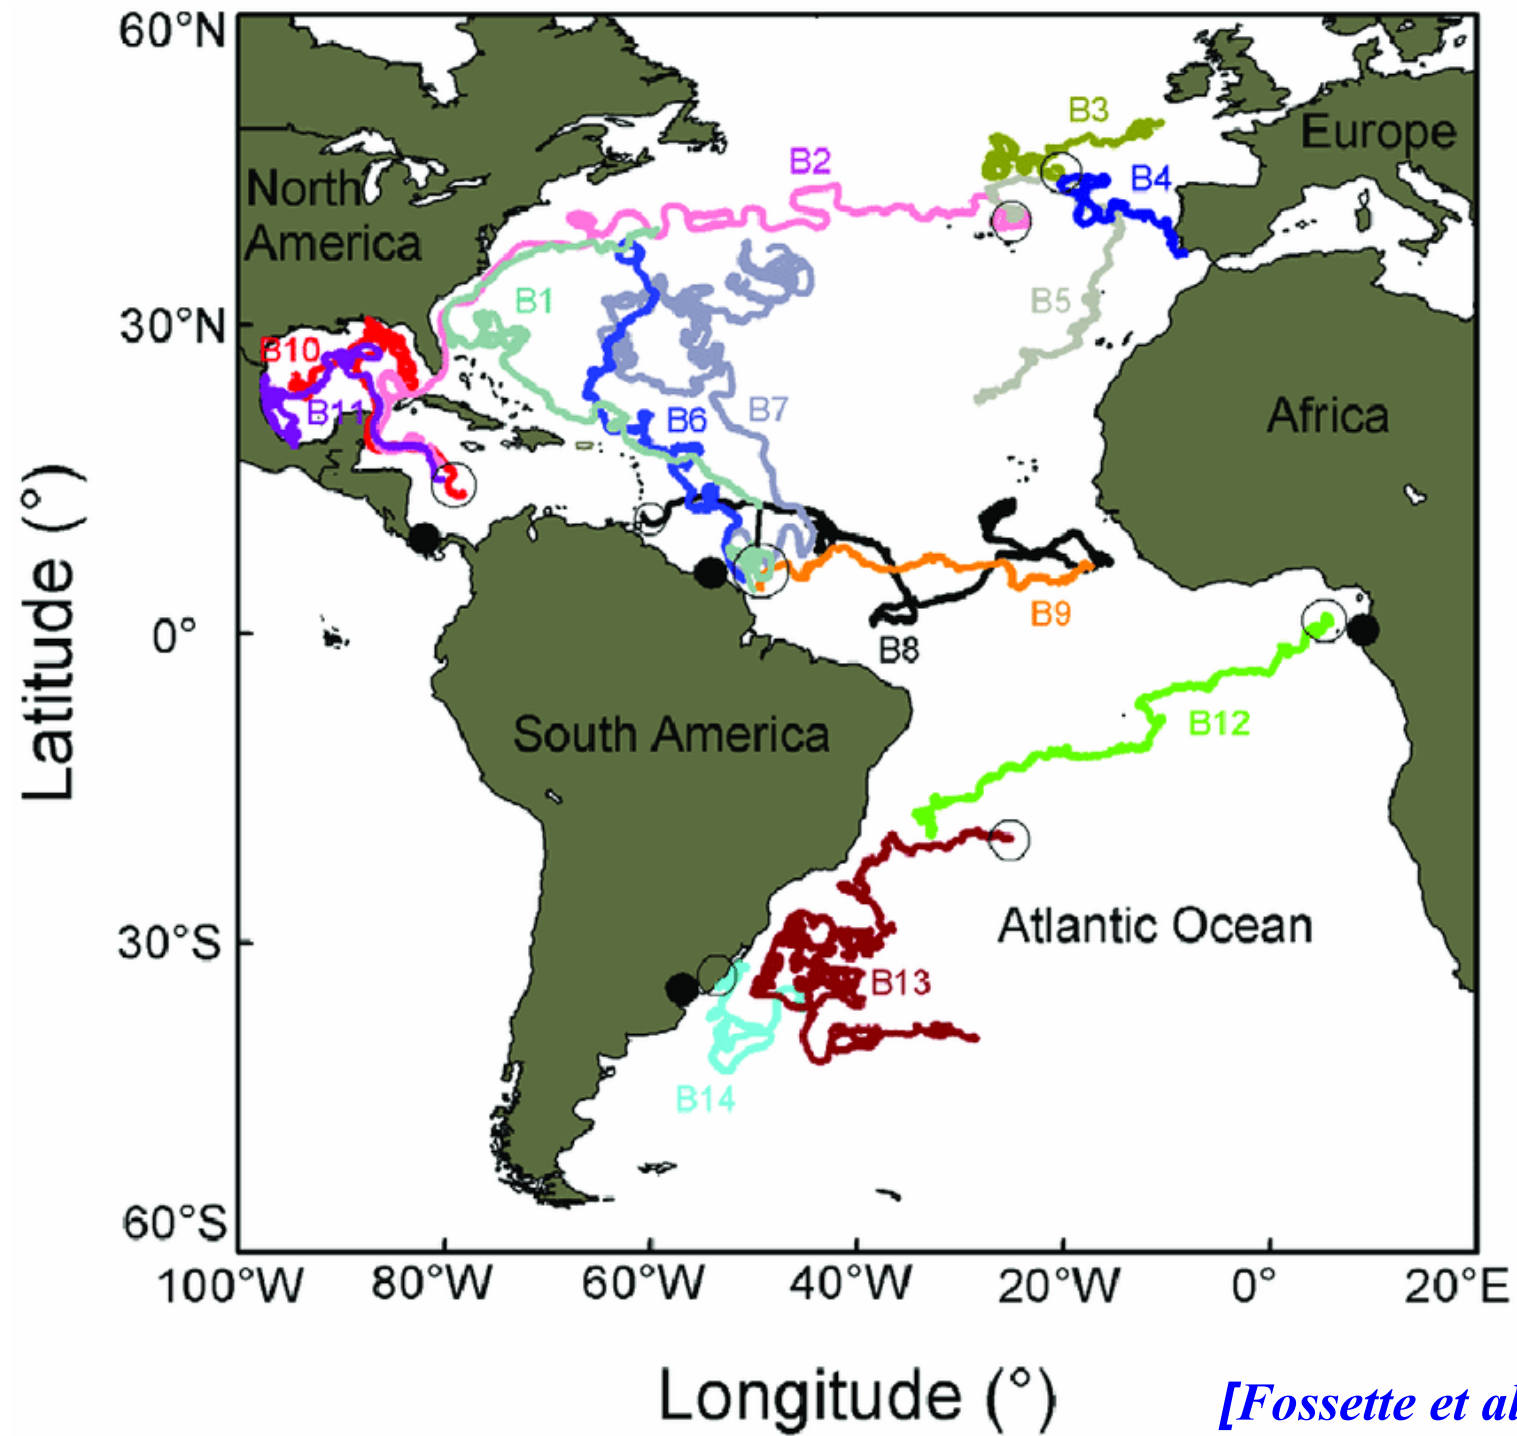 60°N
30°N
0°
30°S
60°S
Latitude (°)
100°W 80°W 60°W 40°W 20°W 0° 20°E
Longitude (°)
North
America
Europe
Africa
South America
Atlantic Ocean
B3
B2
B4
B1
B5
B10
B11
B6
B7
B9
B8
B12
B13
B14
[Fossette et al